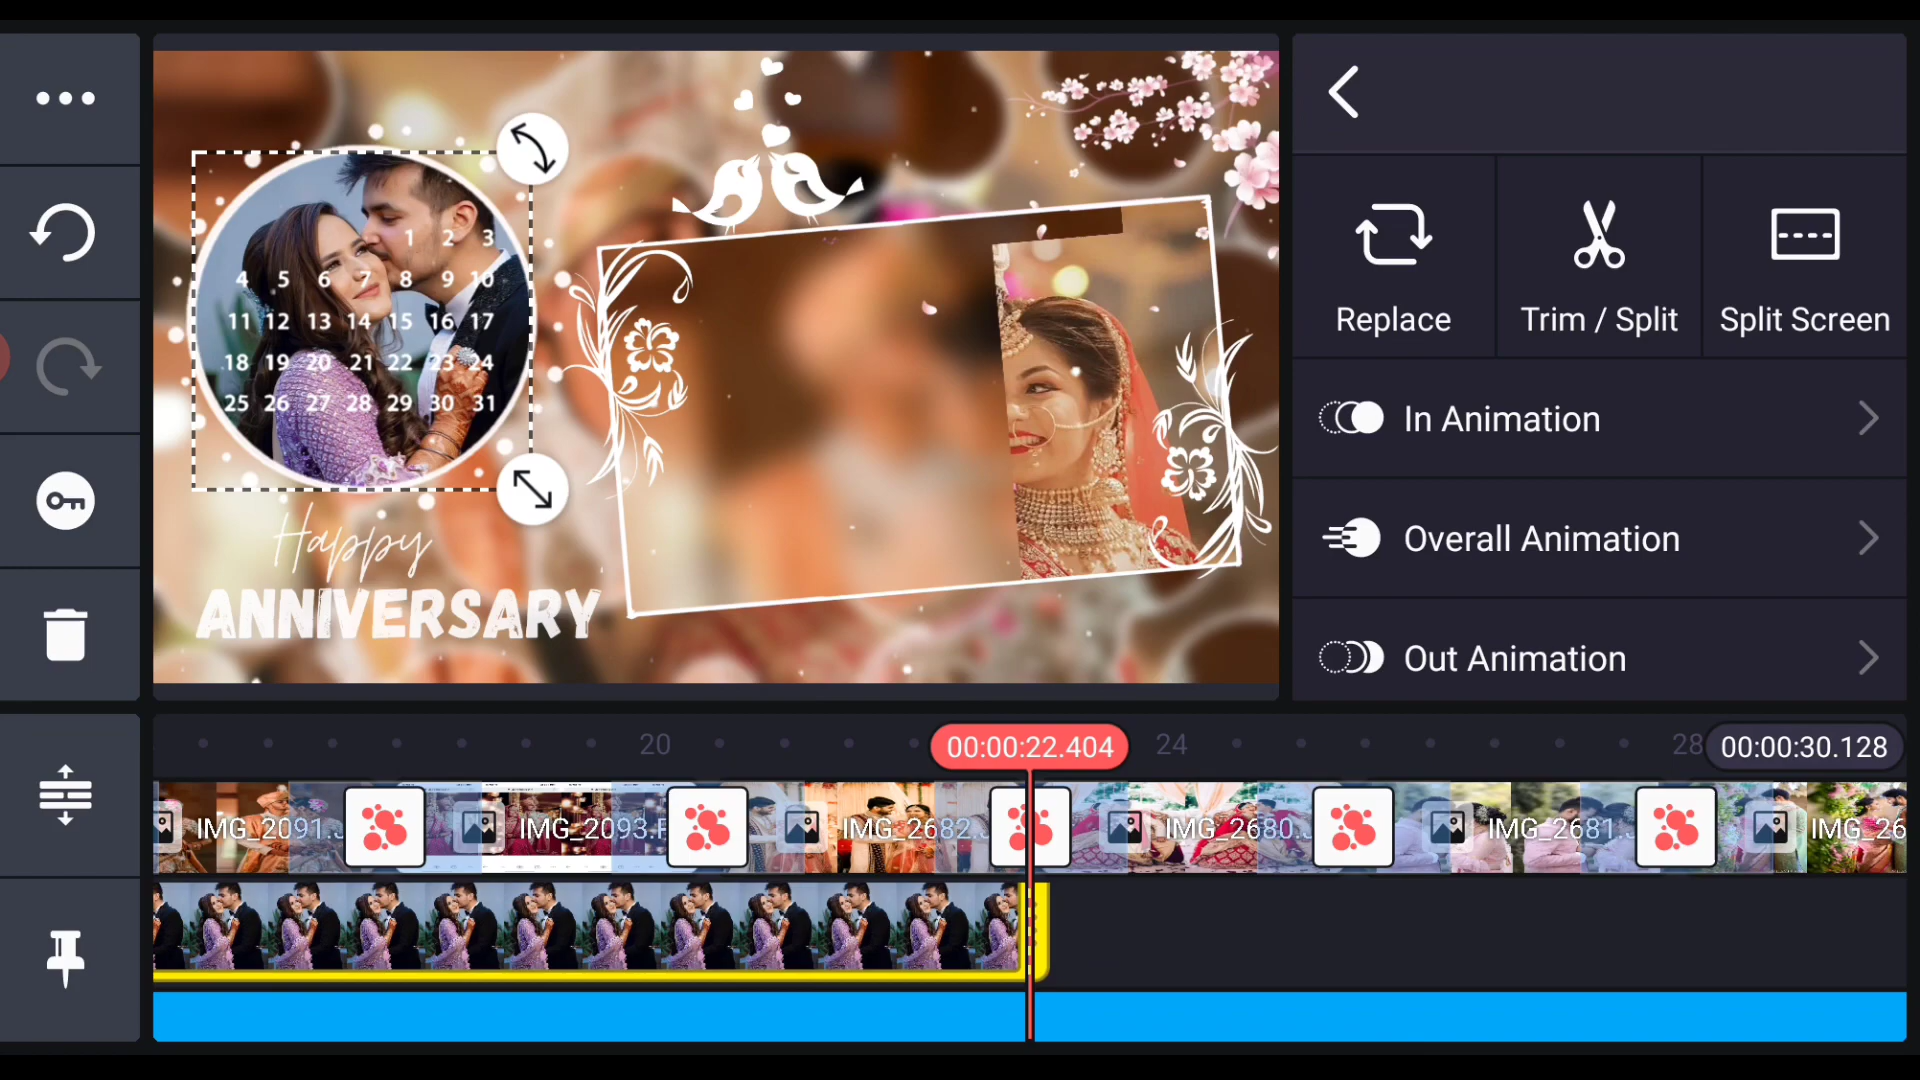 1 2 3
4 5 6 7 8 9 10
11 12 13 14 15 16 17
18 19 20 21 22 23 24
25 26 27 28 29 30 31
Happy
ANNIVERSARY
Replace
Trim / Split
Split Screen
In Animation
Overall Animation
Out Animation
20
00:00:22.404
24
28
00:00:30.128
IMG_2091.J
IMG_2093.P
IMG_2682.J
IMG_2680.J
IMG_2681.J
IMG_26